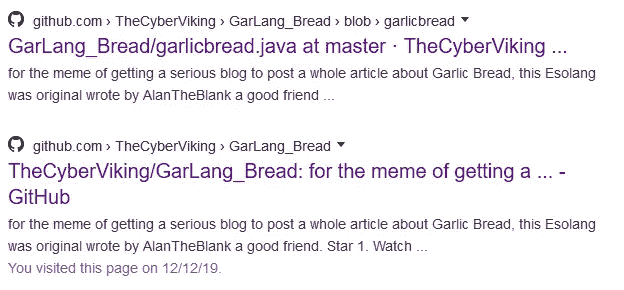 github.com › TheCyberViking › GarLang_Bread › blob › garlicbread
GarLang_Bread/garlicbread.java at master · TheCyberViking ...
for the meme of getting a serious blog to post a whole article about Garlic Bread, this Esolang
was original wrote by AlanTheBlank a good friend ...
github.com › TheCyberViking › GarLang_Bread
TheCyberViking/GarLang_Bread: for the meme of getting a ... -
GitHub
for the meme of getting a serious blog to post a whole article about Garlic Bread, this Esolang
was original wrote by AlanTheBlank a good friend. Star 1. Watch ...
You visited this page on 12/12/19.